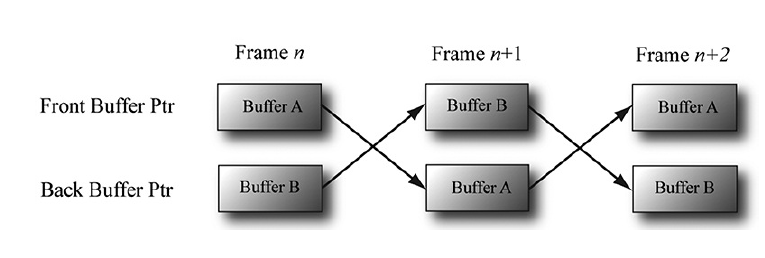 Frame n
Frame n+1
Frame n+2
Front Buffer Ptr
Buffer A
Buffer B
Buffer A
Back Buffer Ptr
Buffer B
Buffer A
Buffer B